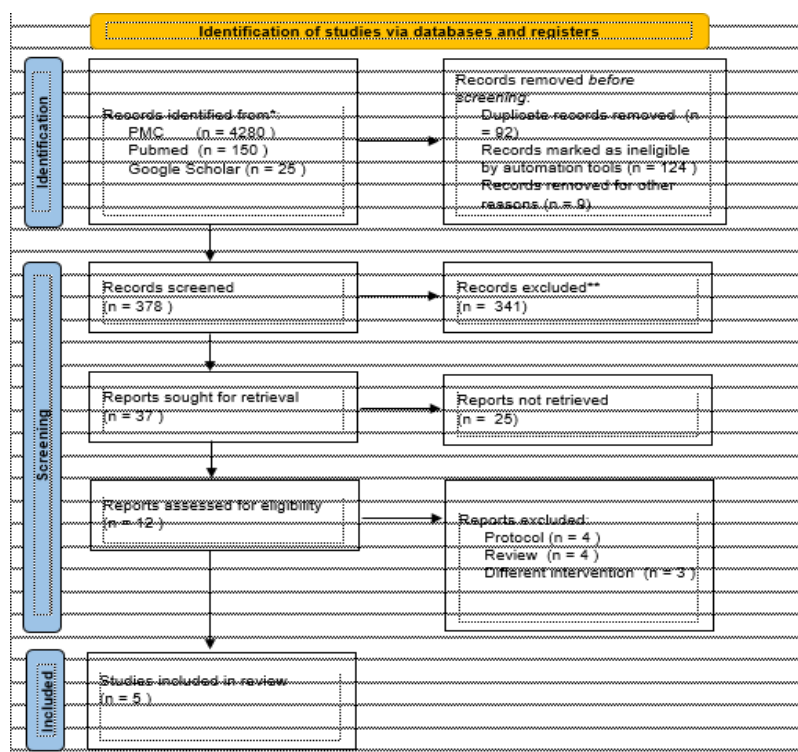 Identification of studies via databases and registers
Identification
Records identified from*:
PMC (n = 4280 )
Pubmed (n = 150 )
Google Scholar (n = 25 )
Records removed before
screening:
Duplicate records removed (n
= 92)
Records marked as ineligible
by automation tools (n = 124 )
Records removed for other
reasons (n = 9)
Screening
Records screened
(n = 378 )
Records excluded**
(n = 341)
Reports sought for retrieval
(n = 37 )
Reports not retrieved
(n = 25)
Reports assessed for eligibility
(n = 12 )
Reports excluded:
Protocol (n = 4 )
Review (n = 4 )
Different intervention (n = 3 )
Included
Studies included in review
(n = 5 )